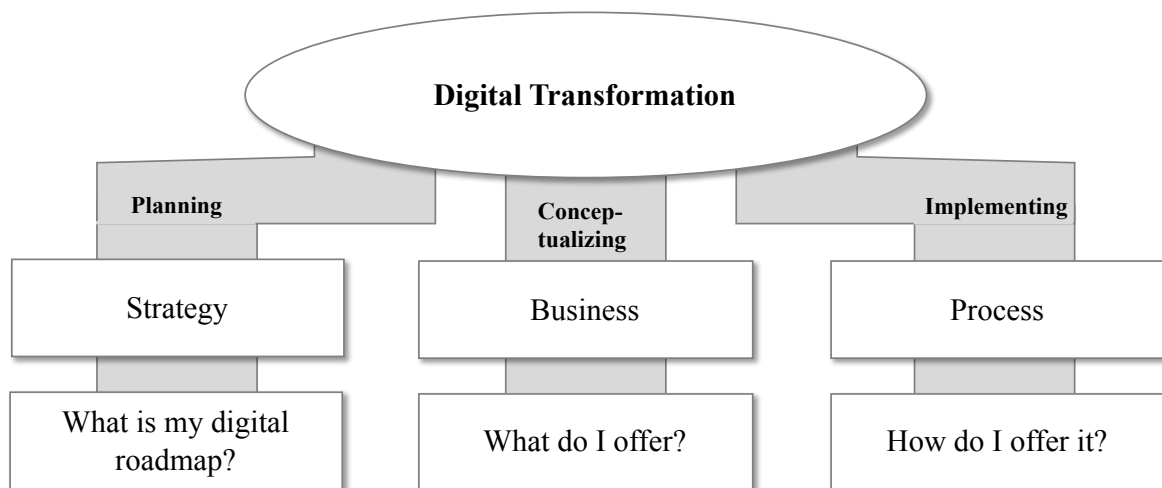 Digital Transformation
Planning
Concep-
tualizing
Implementing
Strategy
Business
Process
What is my digital
roadmap?
What do I offer?
How do I offer it?